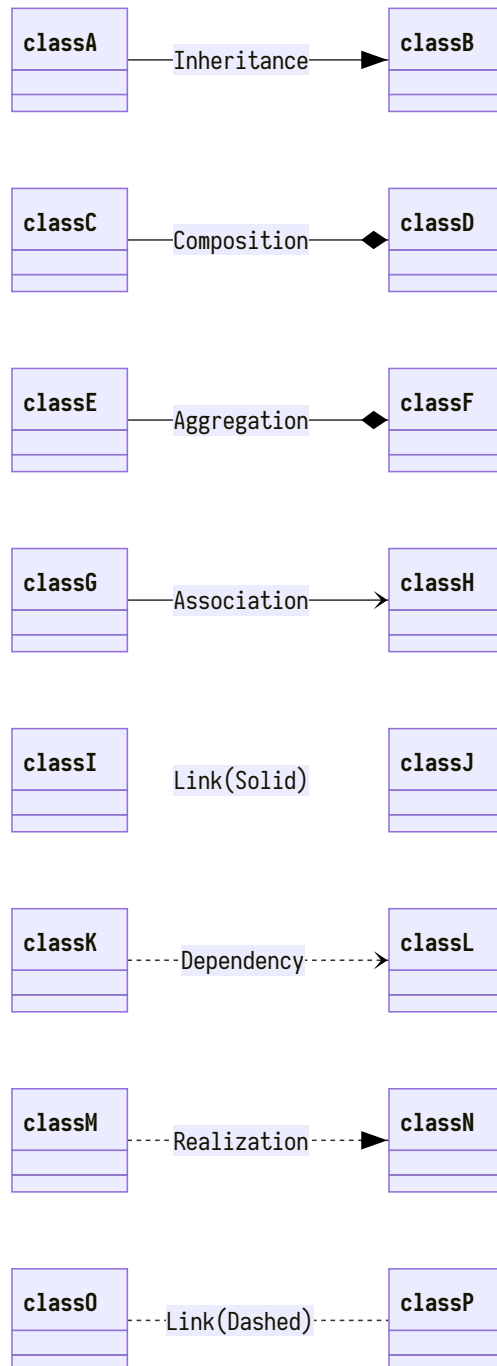 classA Inheritance classB
classC Composition classD
classE Aggregation classF
classG Association classH
classI Link(Solid) classJ
classK Dependency classL
classM Realization classN
classO Link(Dashed) classP